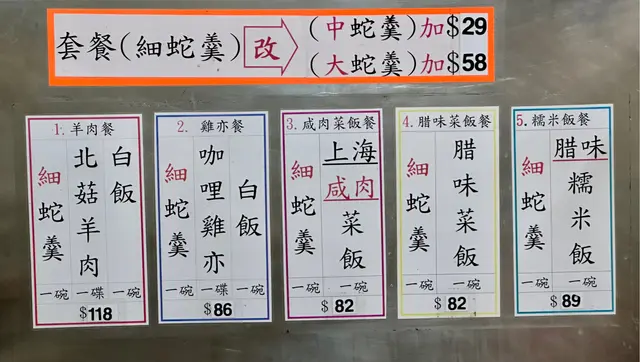 套餐(細蛇羹)改
(中蛇羹)加$29
(大蛇羹)加$58
1. 羊肉餐
細蛇羹 一碗
北菇羊肉 一碟
白飯 一碗
$118
2. 雞亦餐
細蛇羹 一碗
咖哩雞亦 一碟
白飯 一碗
$86
3. 咸肉菜飯餐
細蛇羹 一碗
上海咸肉菜飯 一碗
$82
4. 腊味菜飯餐
細蛇羹 一碗
腊味菜飯 一碗
$82
5. 糯米飯餐
細蛇羹 一碗
腊味糯米飯 一碗
$89